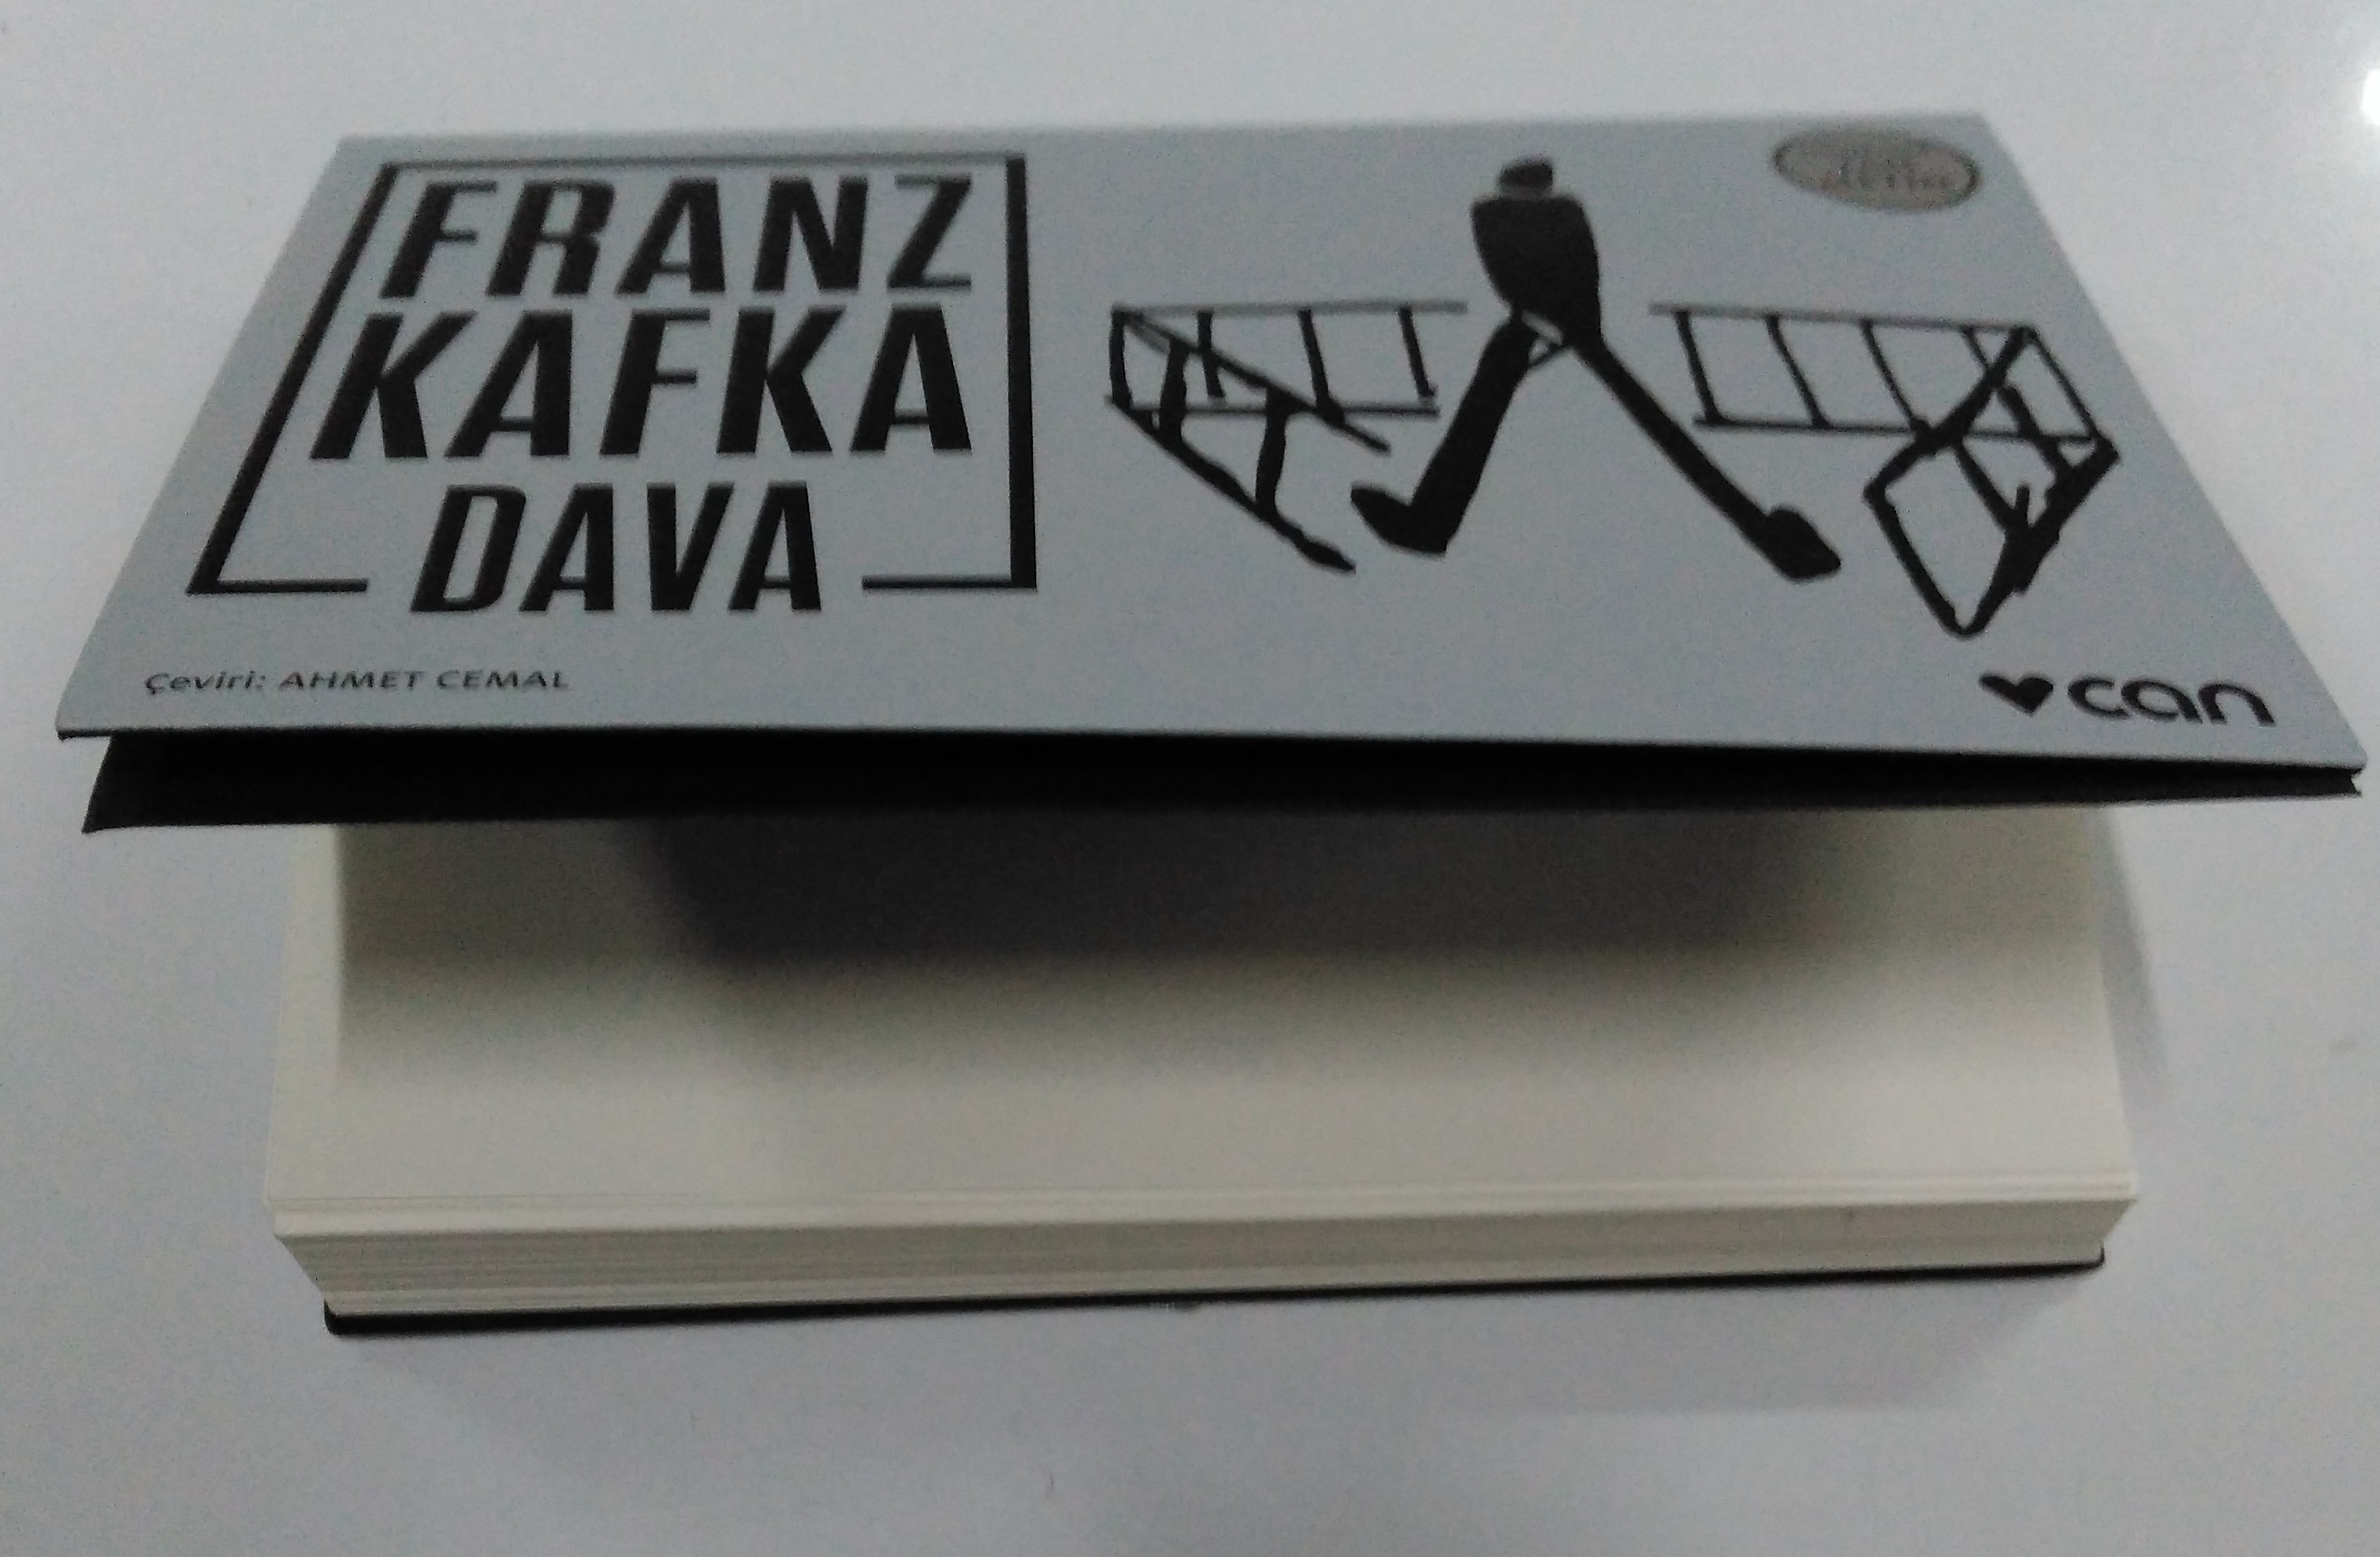 FRANZ
KAFKA
DAVA
Çeviri: AHMET CEMAL
can